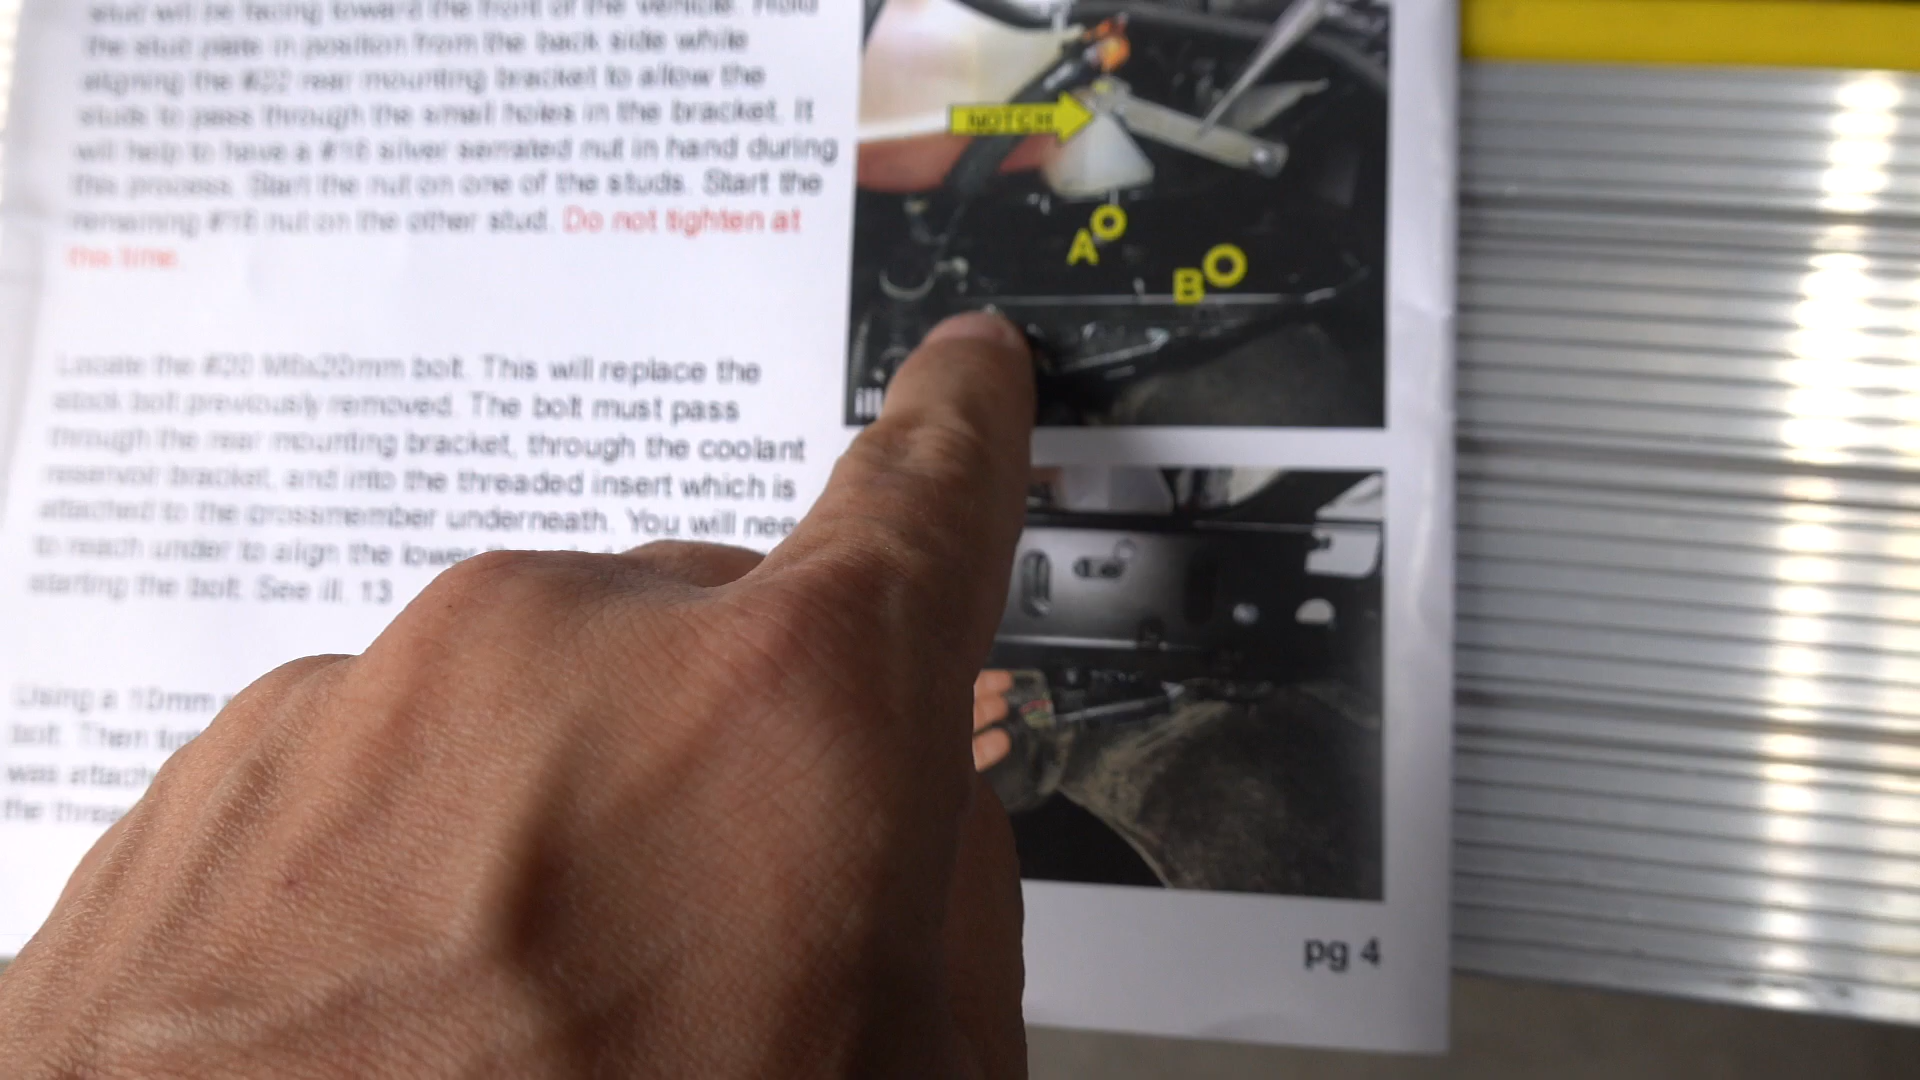 stud will be facing toward the front of the vehicle. Hold
the stud plate in position from the back side while
aligning the #22 rear mounting bracket to allow the
studs to pass through the small holes in the bracket. It
will help to have a #16 silver serrated nut in hand during
this process. Start the nut on one of the studs. Start the
remaining #16 nut on the other stud. Do not tighten at
this time.
Locate the #20 M6x20mm bolt. This will replace the
stock bolt previously removed. The bolt must pass
through the rear mounting bracket, through the coolant
reservoir bracket, and into the threaded insert which is
attached to the crossmember underneath. You will
to reach under to align the lower
starting the bolt. See ill. 13
Using a 10mm
bolt. Then
was
the
NOTCH
A
B
ill
pg 4